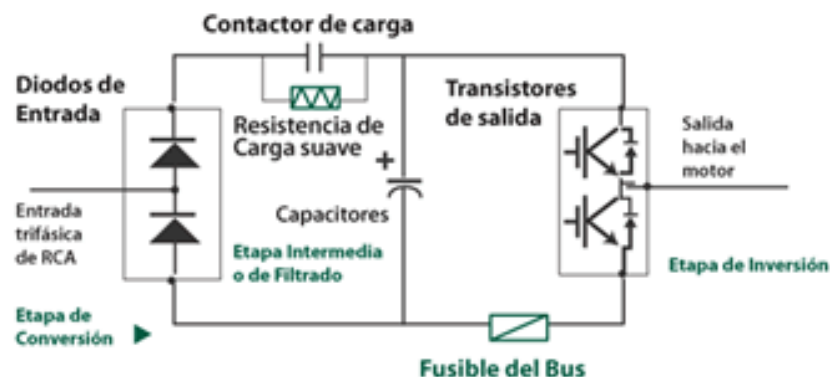 Contactor de carga
Diodos de
Entrada
Resistencia de
Carga suave
Transistores
de salida
Salida
hacia el
motor
+
Capacitores
Entrada
trifásica
de RCA
Etapa Intermedia
o de Filtrado
Etapa de Inversión
Etapa de
Conversión
Fusible del Bus